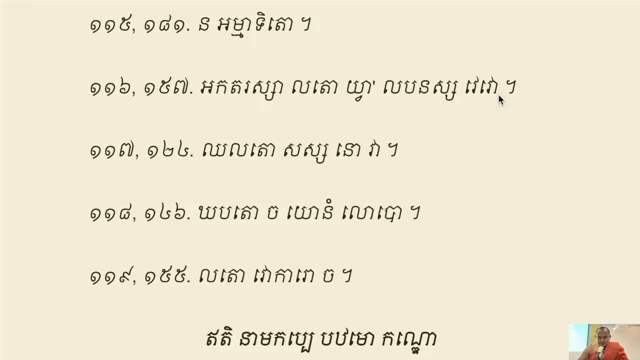 ១១៥, ១៨១. ន អម្មាទិតោ ។
១១៦, ១៥៧. អកតរស្សា លតោ យ្វា' លបនស្ស វេវោ ។
១១៧, ១២៤. ឈលតោ សស្ស នោ វា ។
១១៨, ១៤៦. ឃបតោ ច យោនំ លោបោ ។
១១៩, ១៥៥. លតោ វោការោ ច ។
ឥតិ នាមកប្បេ បឋមោ កណ្ឌោ